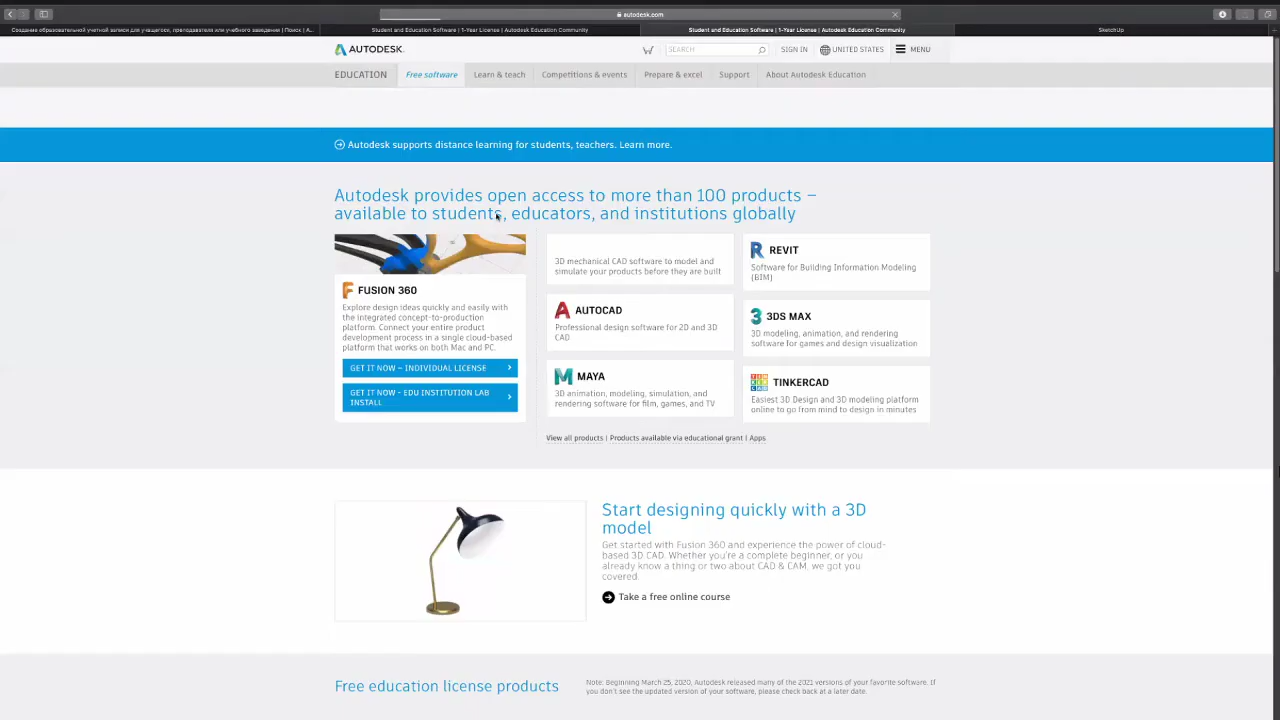 autodesk.com
Создание образовательной учетной записи для учащегося, преподавателя или учебного заведению | Поиск | A...
Student and Education Software | 1-Year License | Autodesk Education Community
Student and Education Software | 1-Year License | Autodesk Education Community
SketchUp
AUTODESK.
SEARCH
SIGN IN
UNITED STATES
MENU
EDUCATION
Free software
Learn & teach
Competitions & events
Prepare & excel
Support
About Autodesk Education
Autodesk supports distance learning for students, teachers. Learn more.
Autodesk provides open access to more than 100 products –
available to students, educators, and institutions globally
FUSION 360
Explore design ideas quickly and easily with
the integrated concept-to-production
platform. Connect your entire product
development process in a single cloud-based
platform that works on both Mac and PC.
GET IT NOW – INDIVIDUAL LICENSE
GET IT NOW - EDU INSTITUTION LAB
INSTALL
3D mechanical CAD software to model and
simulate your products before they are built
AUTOCAD
Professional design software for 2D and 3D
CAD
MAYA
3D animation, modeling, simulation, and
rendering software for film, games, and TV
REVIT
Software for Building Information Modeling
(BIM)
3DS MAX
3D modeling, animation, and rendering
software for games and design visualization
TINKERCAD
Easiest 3D Design and 3D modeling platform
online to go from mind to design in minutes
View all products | Products available via educational grant | Apps
Start designing quickly with a 3D
model
Get started with Fusion 360 and experience the power of cloud-
based 3D CAD. Whether you're a complete beginner, or you
already know a thing or two about CAD & CAM, we got you
covered.
Take a free online course
Free education license products
Note: Beginning March 25, 2020, Autodesk released many of the 2021 versions of your favorite software. If
you don't see the updated version of your software, please check back at a later date.